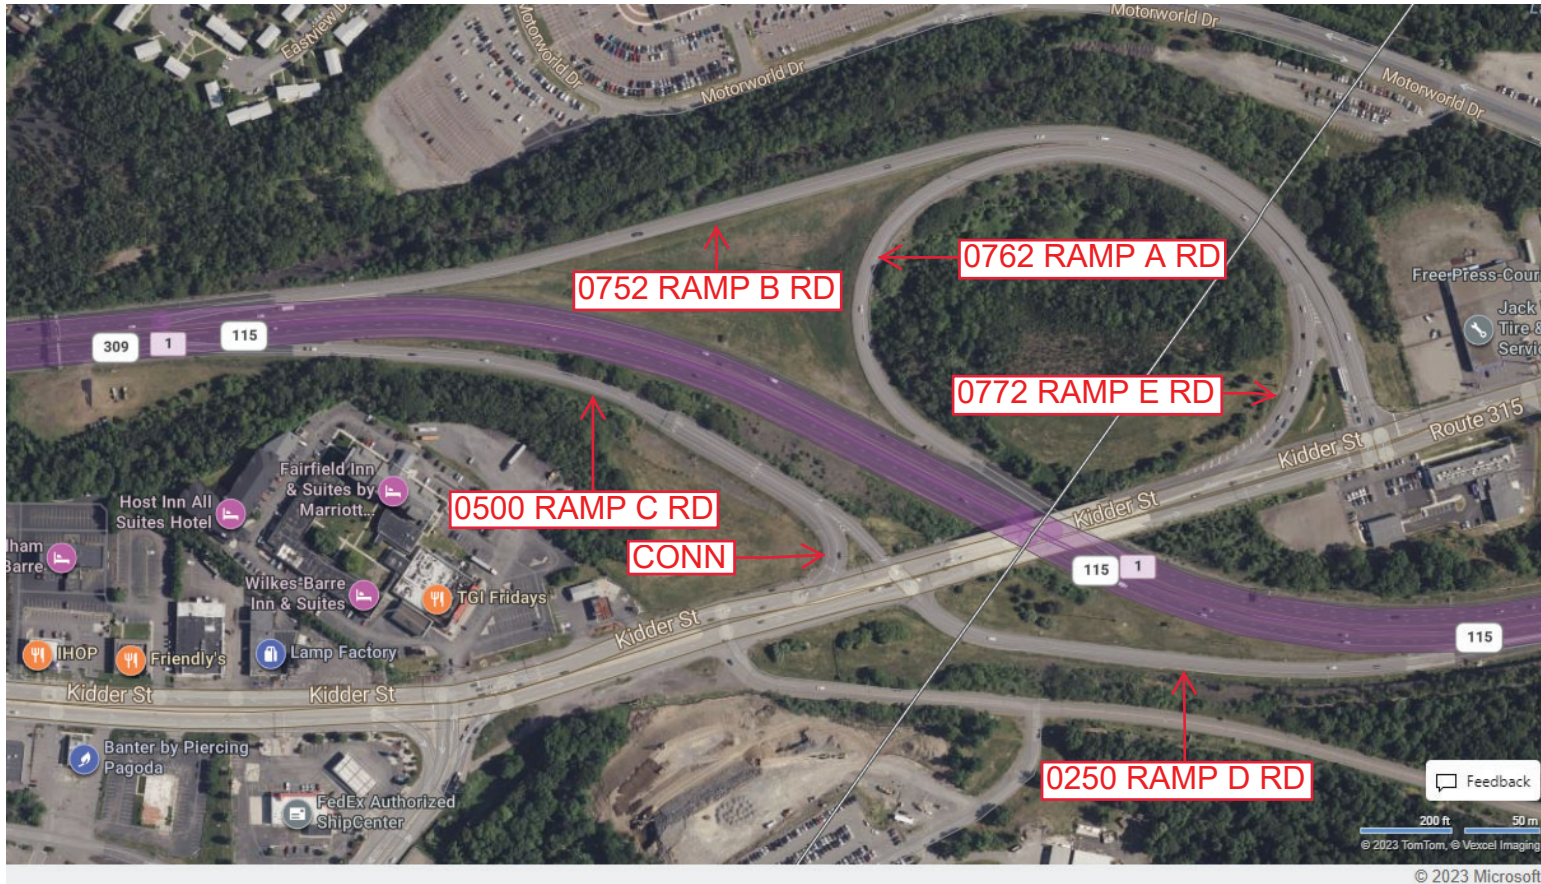 Eastview D
Motorworld Dr
Motorworld Dr
Motorworld Dr
Motorworld Dr
0762 RAMP A RD
0752 RAMP B RD
Free Press-Cour
Jack
Tire &
Servic
309
1
115
0772 RAMP E RD
Route 315
Kidder St
Fairfield Inn
& Suites by
Marriott...
Host Inn All
Suites Hotel
0500 RAMP C RD
Kidder St
lham
Barre
CONN
115
1
Wilkes-Barre
Inn & Suites
TGI Fridays
Kidder St
115
IHOP
Friendly's
Lamp Factory
Kidder St
Kidder St
Banter by Piercing
Pagoda
0250 RAMP D RD
Feedback
FedEx Authorized
ShipCenter
200 ft
50 m
© 2023 TomTom, © Vexcel Imaging
© 2023 Microsoft